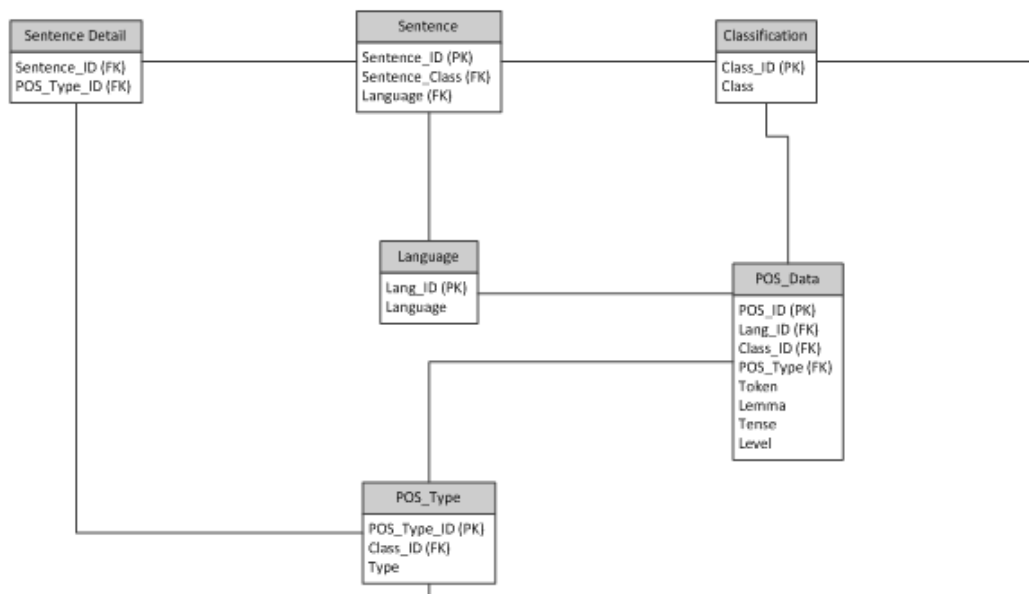 Sentence Detail
Sentence_ID (FK)
POS_Type_ID (FK)
Sentence
Sentence_ID (PK)
Sentence_Class (FK)
Language (FK)
Classification
Class_ID (PK)
Class
Language
Lang_ID (PK)
Language
POS_Data
POS_ID (PK)
Lang_ID (FK)
Class_ID (FK)
POS_Type (FK)
Token
Lemma
Tense
Level
POS_Type
POS_Type_ID (PK)
Class_ID (FK)
Type